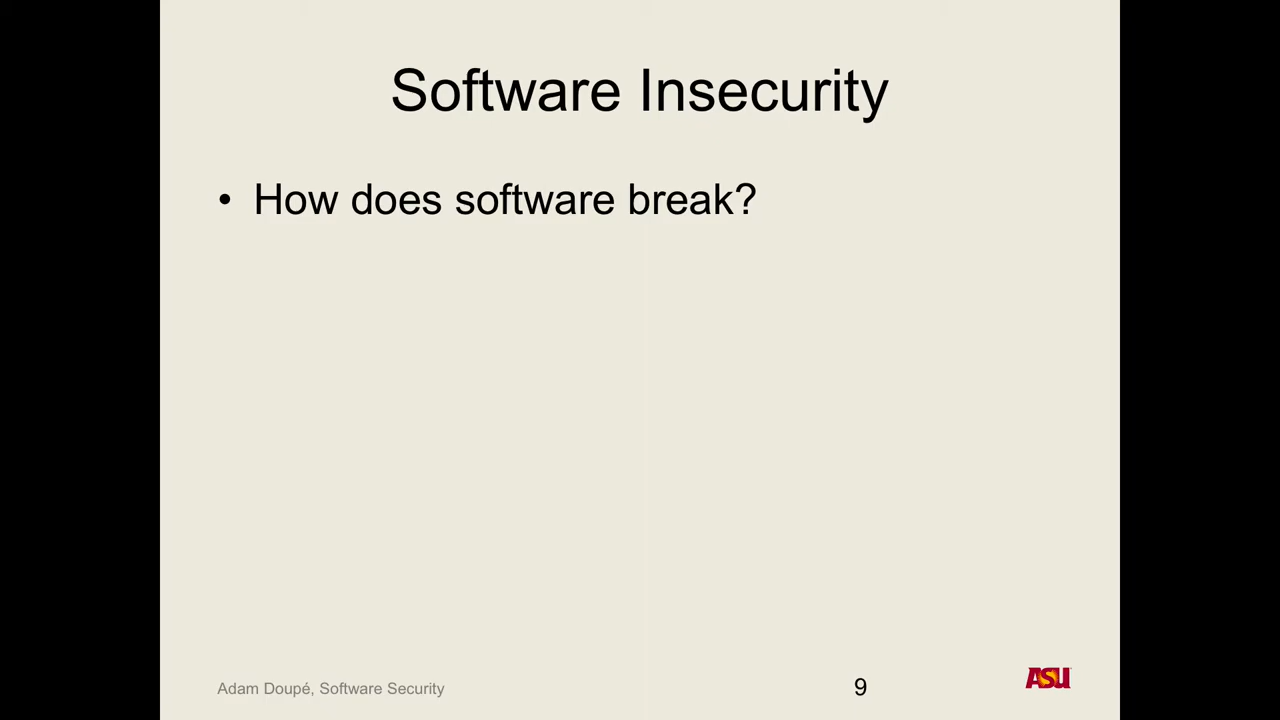 Software Insecurity
• How does software break?
Adam Doupé, Software Security
9
ASU